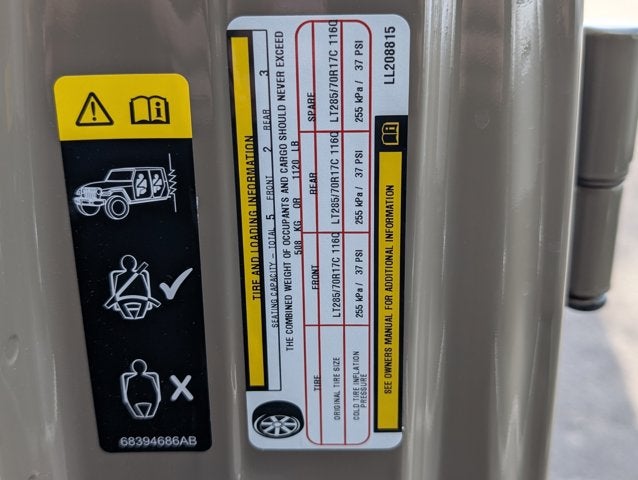 68394686AB
TIRE AND LOADING INFORMATION
SEATING CAPACITY - TOTAL 5 FRONT 2 REAR 3
THE COMBINED WEIGHT OF OCCUPANTS AND CARGO SHOULD NEVER EXCEED
508 KG OR 1120 LB
TIRE FRONT REAR SPARE
ORIGINAL TIRE SIZE LT285/70R17C 116Q LT285/70R17C 116Q LT285/70R17C 116Q
COLD TIRE INFLATION
PRESSURE 255 kPa / 37 PSI 255 kPa / 37 PSI 255 kPa / 37 PSI
SEE OWNERS MANUAL FOR ADDITIONAL INFORMATION
LL208815